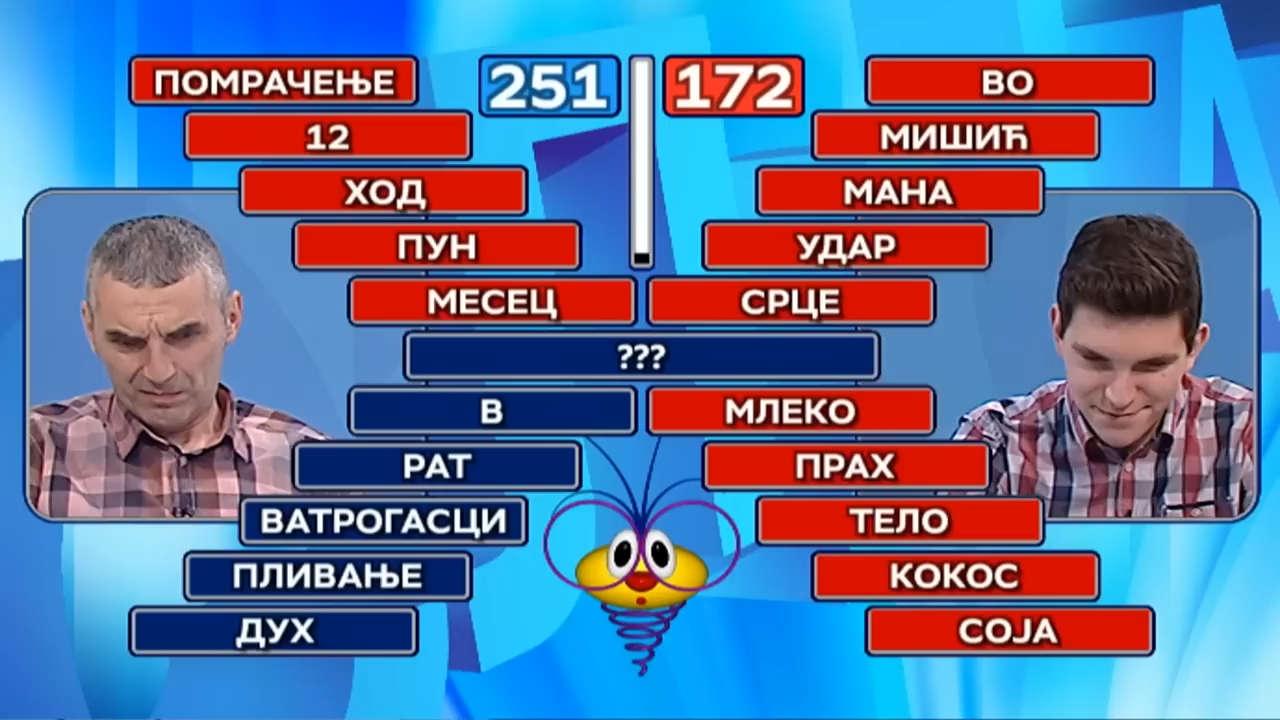 ПОМРАЧЕЊЕ 251 172 ВО
12 МИШИЋ
ХОД МАНА
ПУН УДАР
МЕСЕЦ СРЦЕ
???
В МЛЕКО
РАТ ПРАХ
ВАТРОГАСЦИ ТЕЛО
ПЛИВАЊЕ КОКОС
ДУХ СОЈА